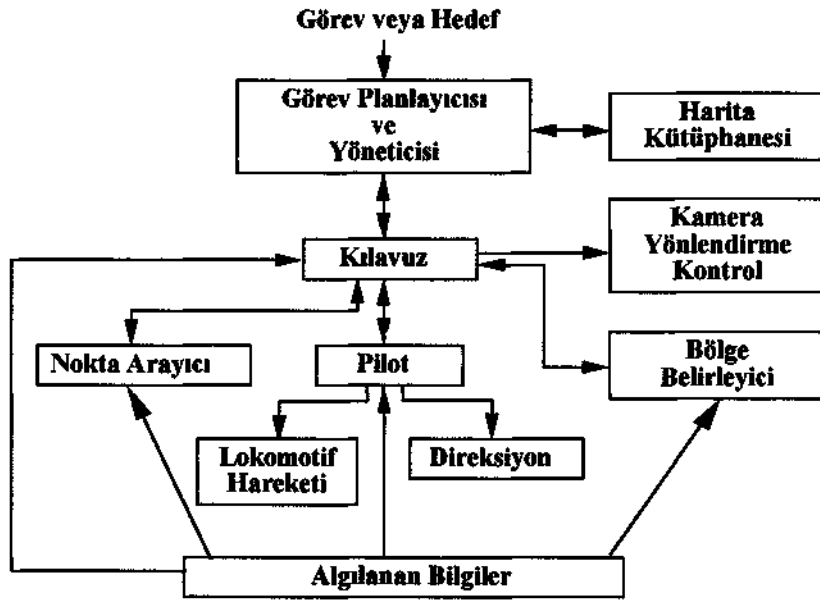 Görev veya Hedef
Görev Planlayıcısı
ve
Yöneticisi
Harita
Kütüphanesi
Kılavuz
Kamera
Yönlendirme
Kontrol
Nokta Arayıcı
Pilot
Bölge
Belirleyici
Lokomotif
Hareketi
Direksiyon
Algılanan Bilgiler